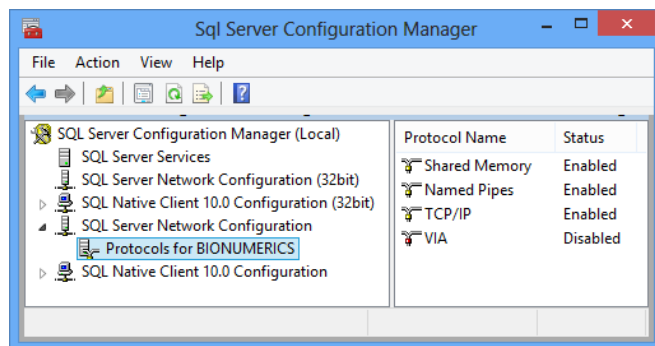 Sql Server Configuration Manager
File Action View Help
SQL Server Configuration Manager (Local)
SQL Server Services
SQL Server Network Configuration (32bit)
SQL Native Client 10.0 Configuration (32bit)
SQL Server Network Configuration
Protocols for BIONUMERICS
SQL Native Client 10.0 Configuration
Protocol Name Status
Shared Memory Enabled
Named Pipes Enabled
TCP/IP Enabled
VIA Disabled